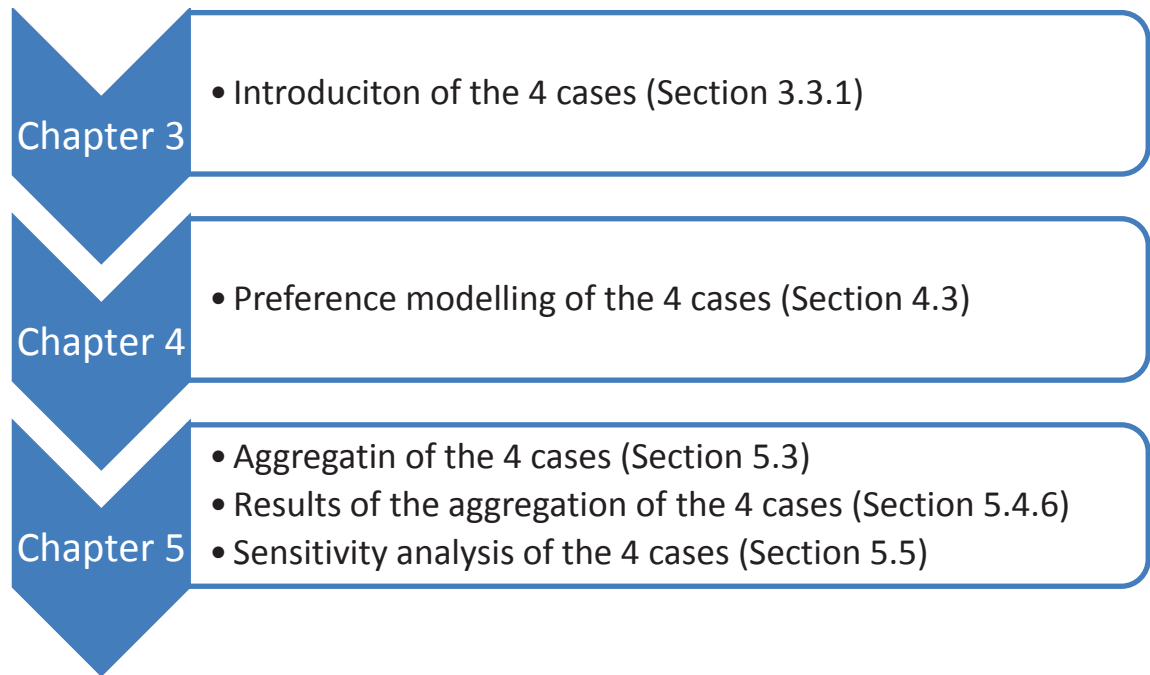 Chapter 3
• Introduciton of the 4 cases (Section 3.3.1)
Chapter 4
• Preference modelling of the 4 cases (Section 4.3)
Chapter 5
• Aggregatin of the 4 cases (Section 5.3)
• Results of the aggregation of the 4 cases (Section 5.4.6)
• Sensitivity analysis of the 4 cases (Section 5.5)